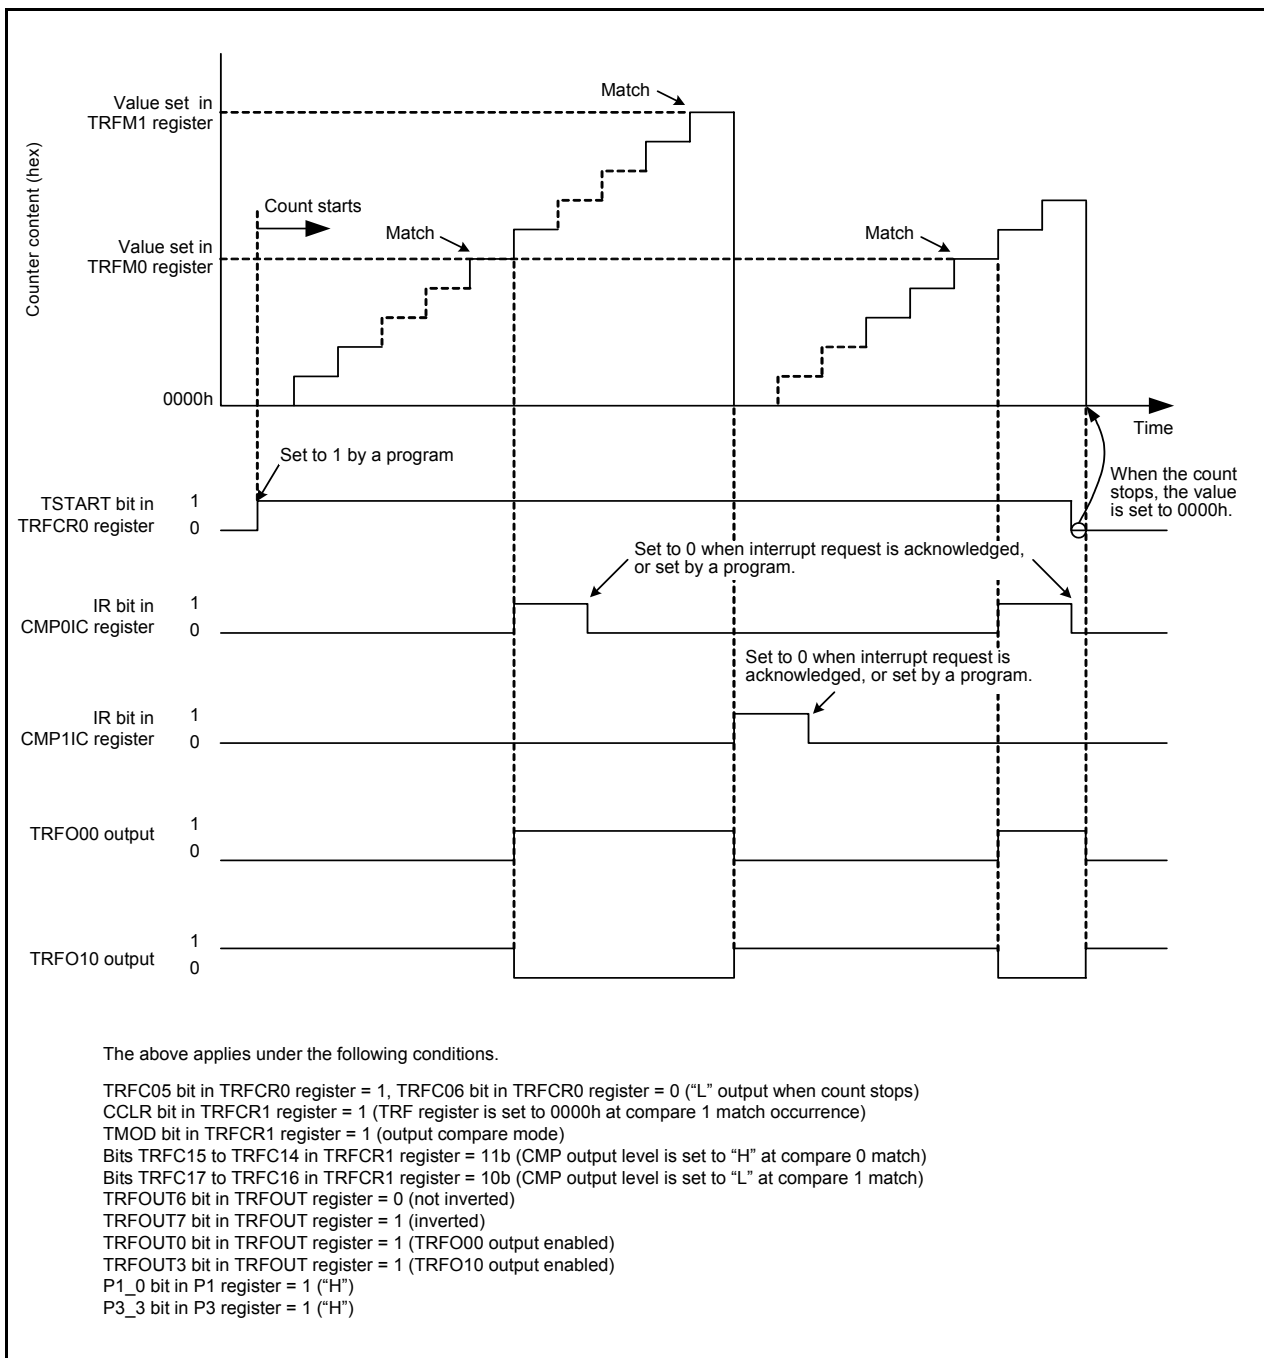 Counter content (hex)
Value set in
TRFM1 register
Match
Count starts
Value set in
TRFM0 register
Match
Match
0000h
Time
Set to 1 by a program
When the count
stops, the value
is set to 0000h.
TSTART bit in
TRFCR0 register
1
0
Set to 0 when interrupt request is acknowledged,
or set by a program.
IR bit in
CMP0IC register
1
0
Set to 0 when interrupt request is
acknowledged, or set by a program.
IR bit in
CMP1IC register
1
0
TRFO00 output
1
0
TRFO10 output
1
0
The above applies under the following conditions.
TRFC05 bit in TRFCR0 register = 1, TRFC06 bit in TRFCR0 register = 0 (“L” output when count stops)
CCLR bit in TRFCR1 register = 1 (TRF register is set to 0000h at compare 1 match occurrence)
TMOD bit in TRFCR1 register = 1 (output compare mode)
Bits TRFC15 to TRFC14 in TRFCR1 register = 11b (CMP output level is set to “H” at compare 0 match)
Bits TRFC17 to TRFC16 in TRFCR1 register = 10b (CMP output level is set to “L” at compare 1 match)
TRFOUT6 bit in TRFOUT register = 0 (not inverted)
TRFOUT7 bit in TRFOUT register = 1 (inverted)
TRFOUT0 bit in TRFOUT register = 1 (TRFO00 output enabled)
TRFOUT3 bit in TRFOUT register = 1 (TRFO10 output enabled)
P1_0 bit in P1 register = 1 (“H”)
P3_3 bit in P3 register = 1 (“H”)